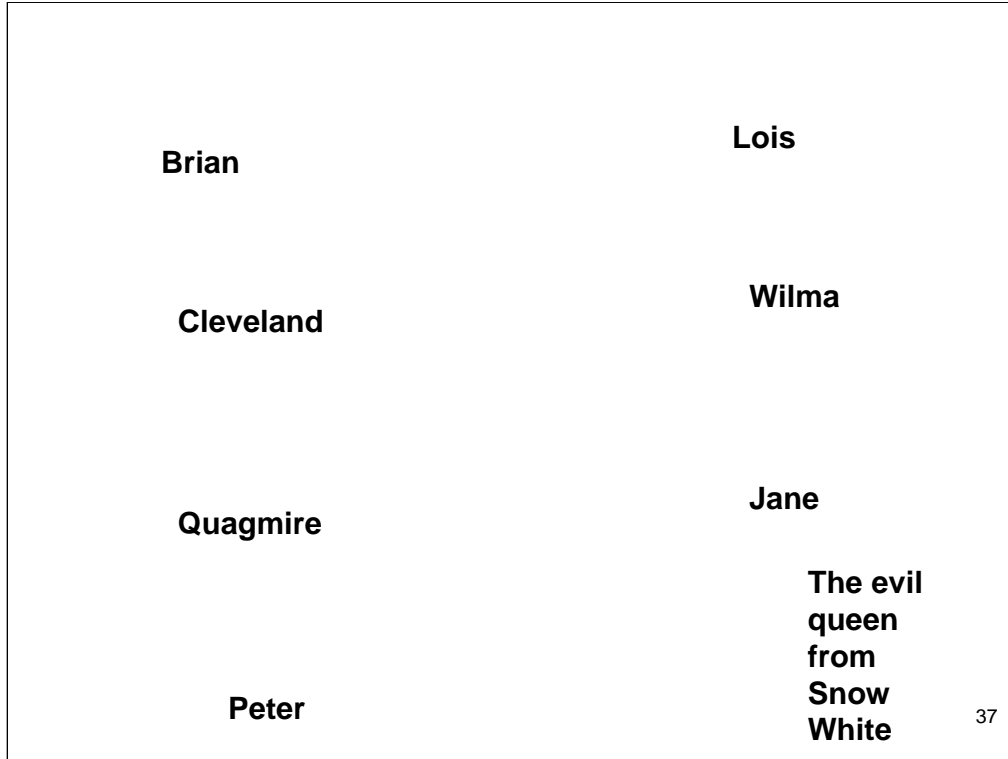 Brian
Lois
Cleveland
Wilma
Quagmire
Jane
Peter
The evil
queen
from
Snow
White
37